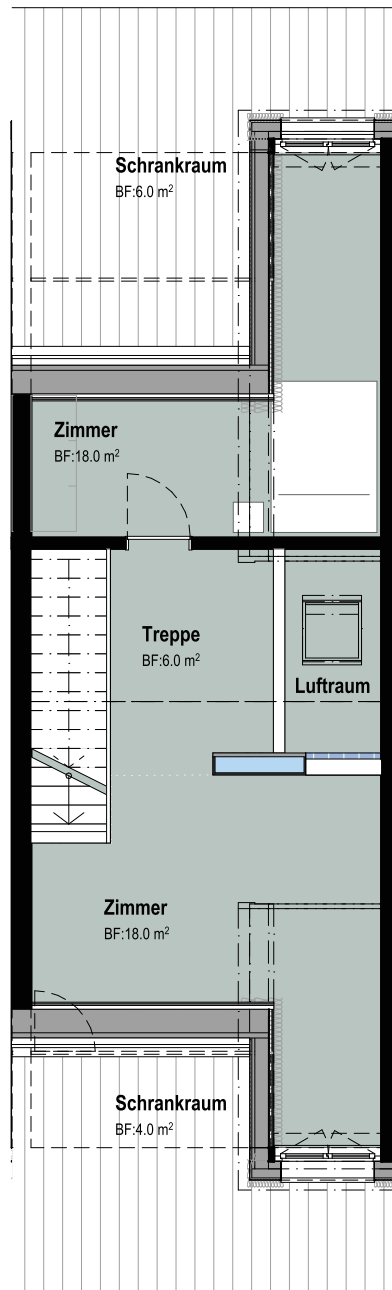 Schrankraum
BF:6.0 m²
Zimmer
BF:18.0 m²
Treppe
BF:6.0 m²
Luftraum
Zimmer
BF:18.0 m²
Schrankraum
BF:4.0 m²